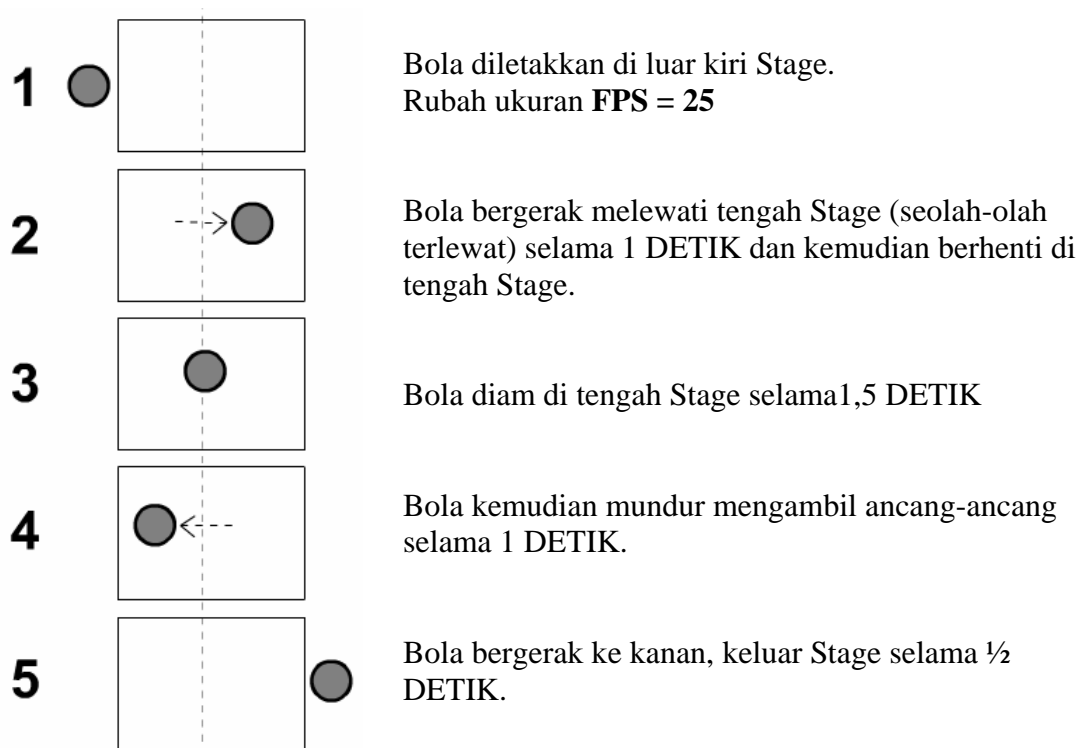 1
Bola diletakkan di luar kiri Stage.
Rubah ukuran FPS = 25
2
Bola bergerak melewati tengah Stage (seolah-olah
terlewat) selama 1 DETIK dan kemudian berhenti di
tengah Stage.
3
Bola diam di tengah Stage selama1,5 DETIK
4
Bola kemudian mundur mengambil ancang-ancang
selama 1 DETIK.
5
Bola bergerak ke kanan, keluar Stage selama ½
DETIK.